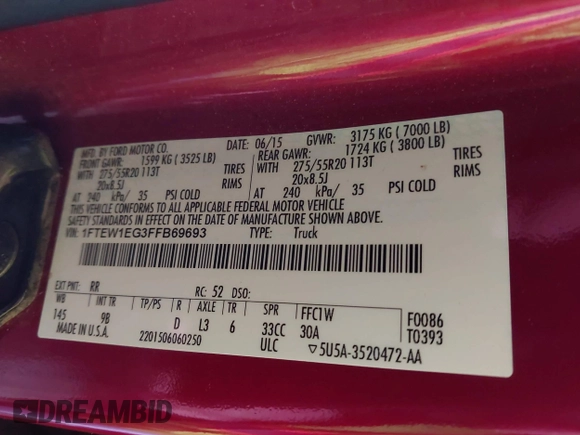 MFD. BY FORD MOTOR CO. DATE: 06/15 GVWR: 3175 KG ( 7000 LB)
FRONT GAWR: 1599 KG ( 3525 LB) REAR GAWR: 1724 KG ( 3800 LB)
WITH 275/55R20 113T TIRES WITH 275/55R20 113T TIRES
20x8.5J RIMS 20x8.5J RIMS
AT 240 kPa/ 35 PSI COLD AT 240 kPa/ 35 PSI COLD
THIS VEHICLE CONFORMS TO ALL APPLICABLE FEDERAL MOTOR VEHICLE
SAFETY STANDARDS IN EFFECT ON THE DATE OF MANUFACTURE SHOWN ABOVE.
VIN: 1FTEW1EG3FFB69693 TYPE: Truck
EXT PNT: RR RC: 52 DSO:
WB INT TR TP/PS R AXLE TR SPR FFC1W F0086
145 9B D L3 6 33CC 30A T0393
MADE IN U.S.A. 2201506060250 ULC ▽5U5A-3520472-AA
DREAMBID